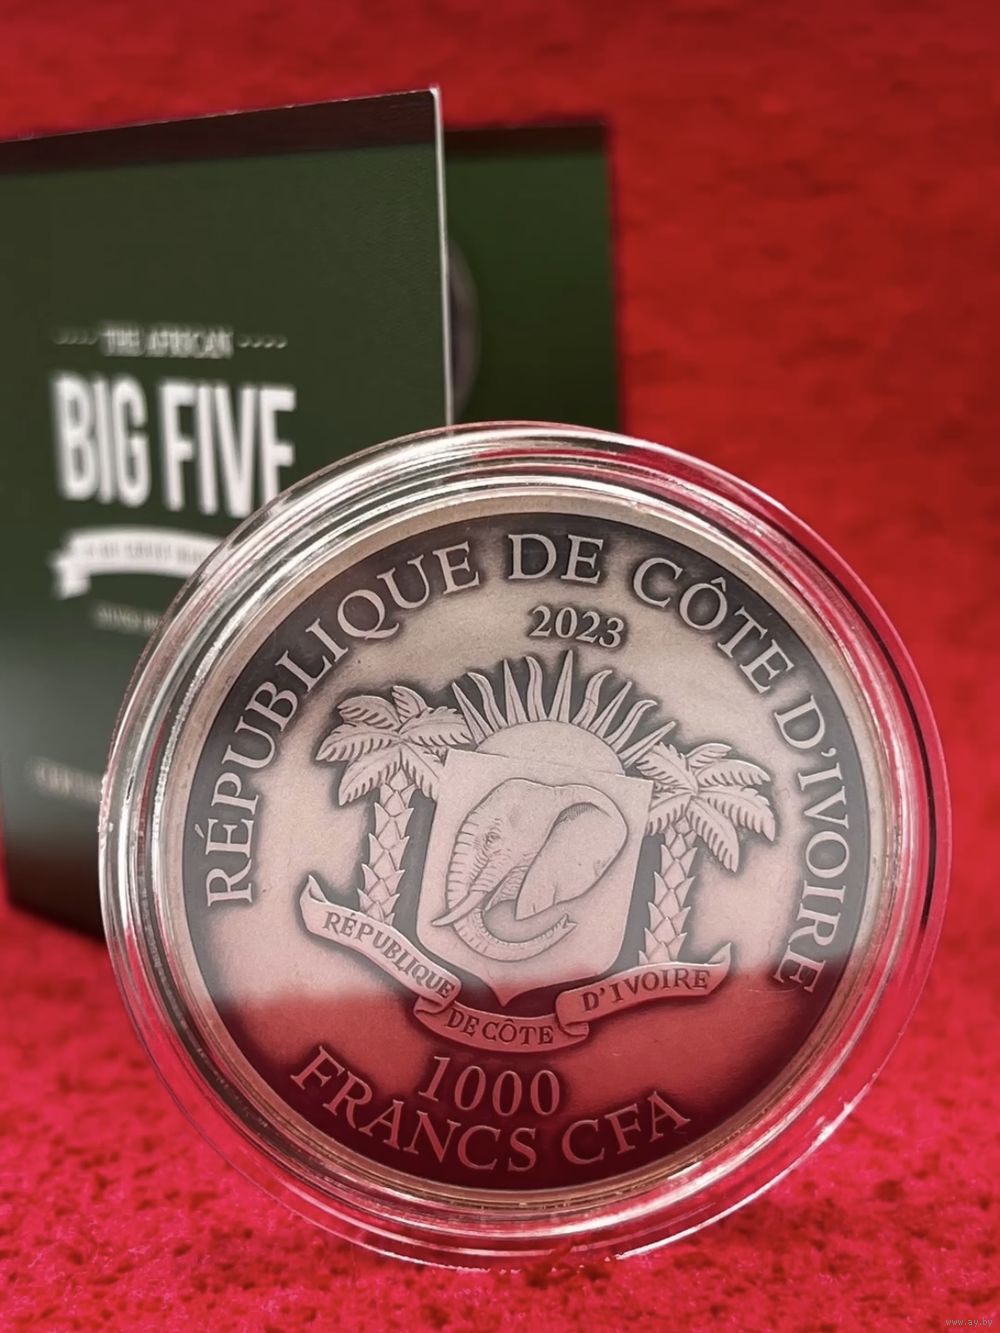 THE AFRICAN
BIG FIVE
RÉPUBLIQUE DE CÔTE D'IVOIRE
2023
RÉPUBLIQUE
DE CÔTE
D'IVOIRE
1000
FRANCS CFA
www.ay.by